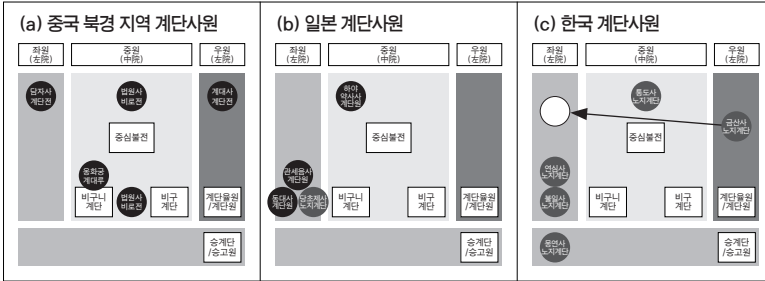 (a) 중국 북경 지역 계단사원
좌원
(左院)
중원
(中院)
우원
(右院)
담자사
계단전
법원사
비로전
계대사
계단전
중심불전
옹화궁
계대루
비구니
계단
법원사
비로전
비구
계단
계단율원
/계단원
승계단
/승고원
(b) 일본 계단사원
좌원
(左院)
중원
(中院)
우원
(左院)
하야
약사사
계단원
중심불전
관세음사
계단원
동대사
계단원
당초제사
노지계단
비구니
계단
비구
계단
계단율원
/계단원
승계단
/승고원
(c) 한국 계단사원
좌원
(左院)
중원
(中院)
우원
(左院)
통도사
노지계단
금산사
노지계단
중심불전
연심사
노지계단
불일사
노지계단
비구니
계단
비구
계단
계단율원
/계단원
용연사
노지계단
승계단
/승고원